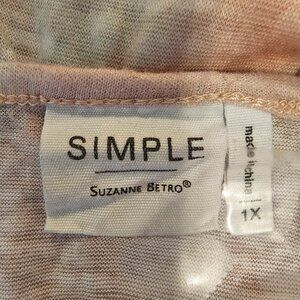 SIMPLE
SUZANNE BETRO®
made in china
1X